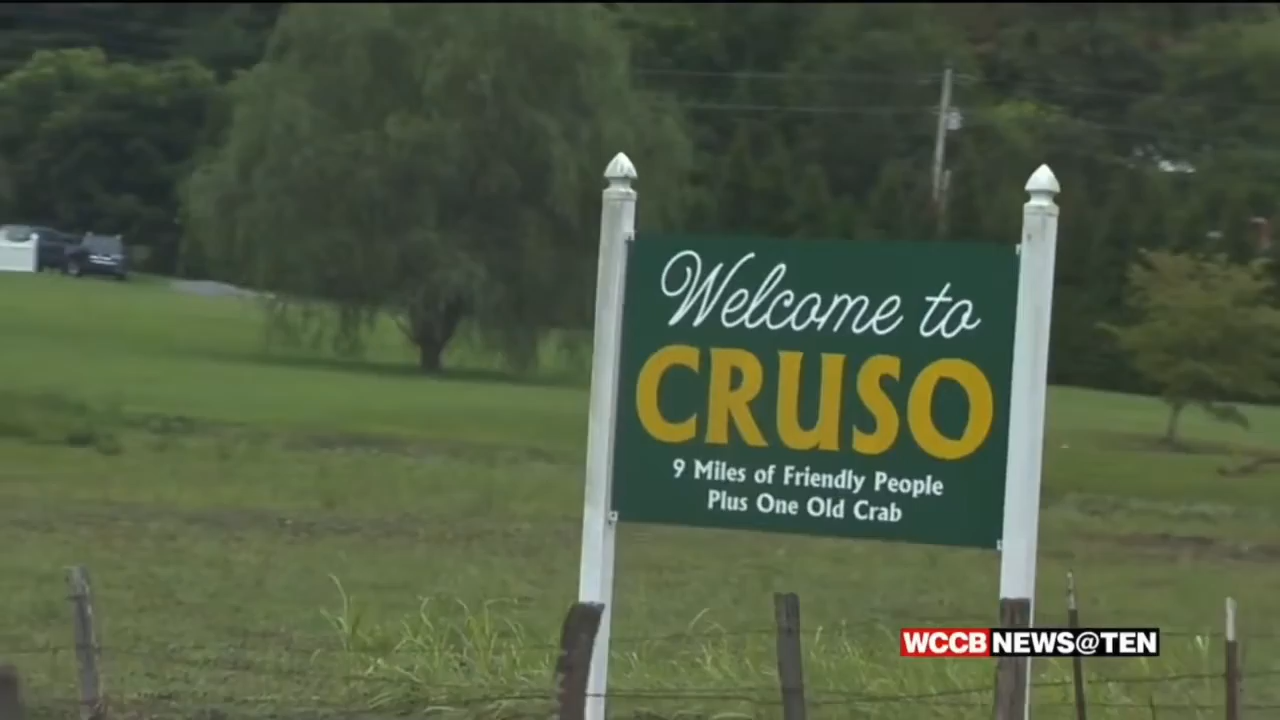 Welcome to
CRUSO
9 Miles of Friendly People
Plus One Old Crab
WCCB NEWS@TEN